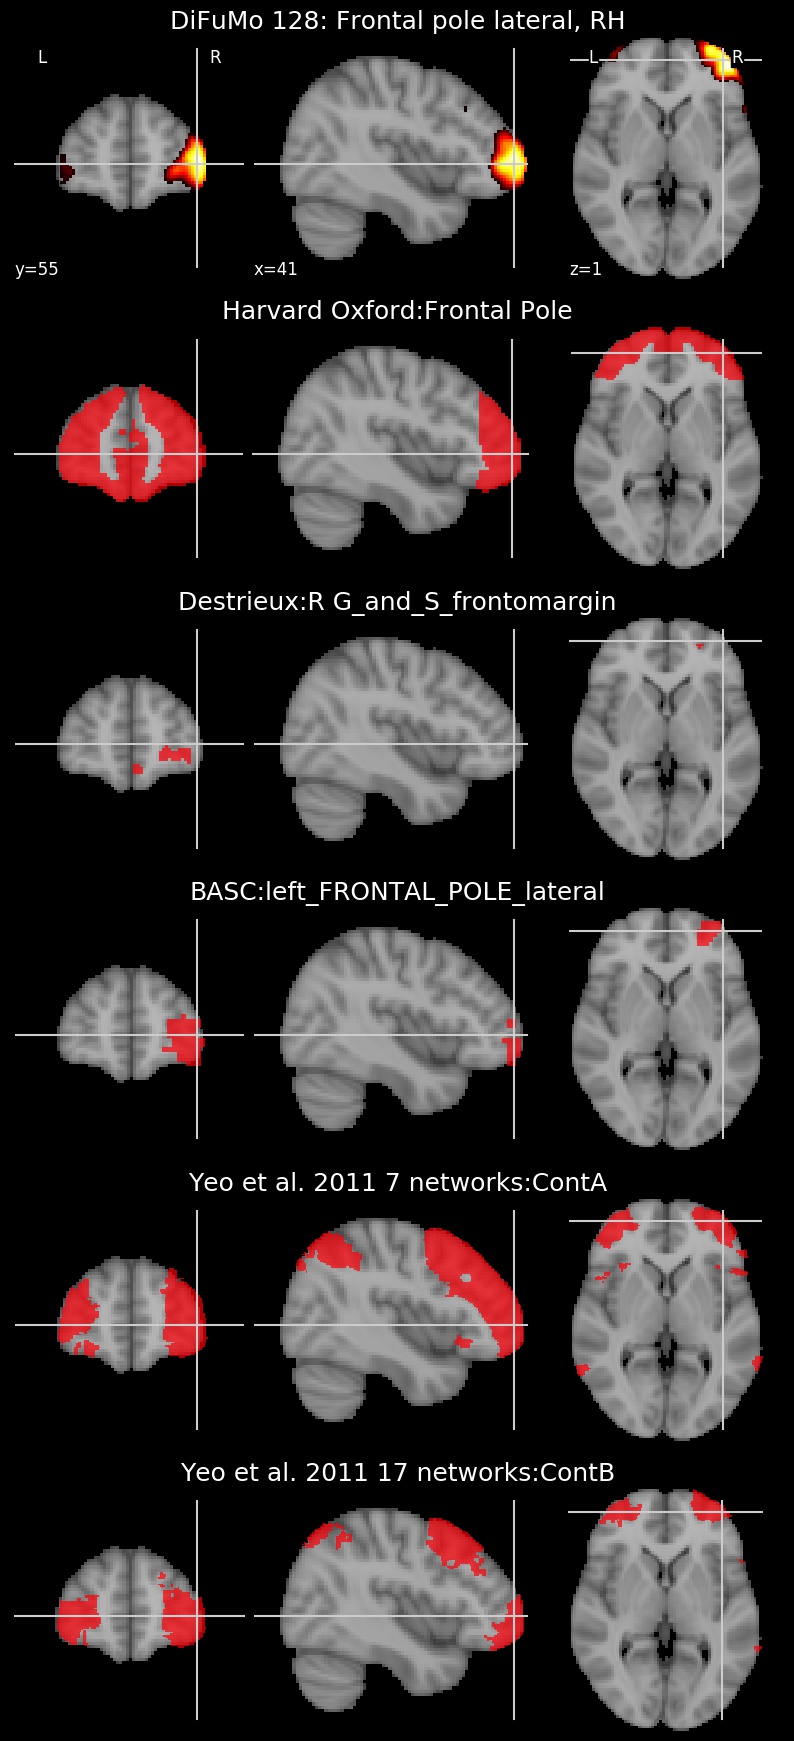 DiFuMo 128: Frontal pole lateral, RH
L R L R
y=55 x=41 z=1
Harvard Oxford:Frontal Pole
Destrieux:R G_and_S_frontomargin
BASC:left_FRONTAL_POLE_lateral
Yeo et al. 2011 7 networks:ContA
Yeo et al. 2011 17 networks:ContB